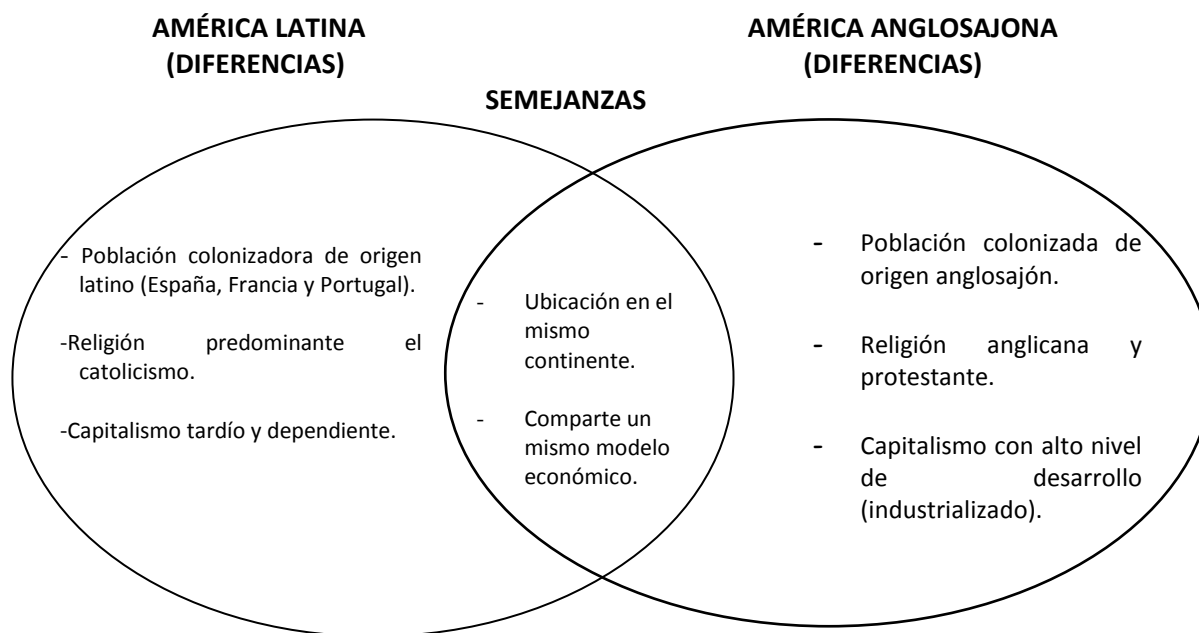 AMÉRICA LATINA
(DIFERENCIAS)
AMÉRICA ANGLOSAJONA
(DIFERENCIAS)
SEMEJANZAS
- Población colonizadora de origen
latino (España, Francia y Portugal).
-Religión predominante el
catolicismo.
-Capitalismo tardío y dependiente.
- Ubicación en el
mismo
continente.
- Comparte un
mismo modelo
económico.
- Población colonizada de
origen anglosajón.
- Religión anglicana y
protestante.
- Capitalismo con alto nivel
de desarrollo
(industrializado).